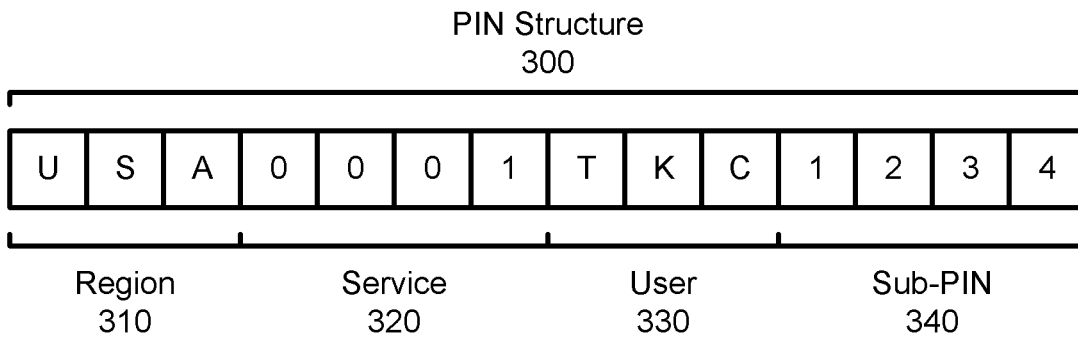 PIN Structure
300
U S A 0 0 0 1 T K C 1 2 3 4
Region Service User Sub-PIN
310 320 330 340